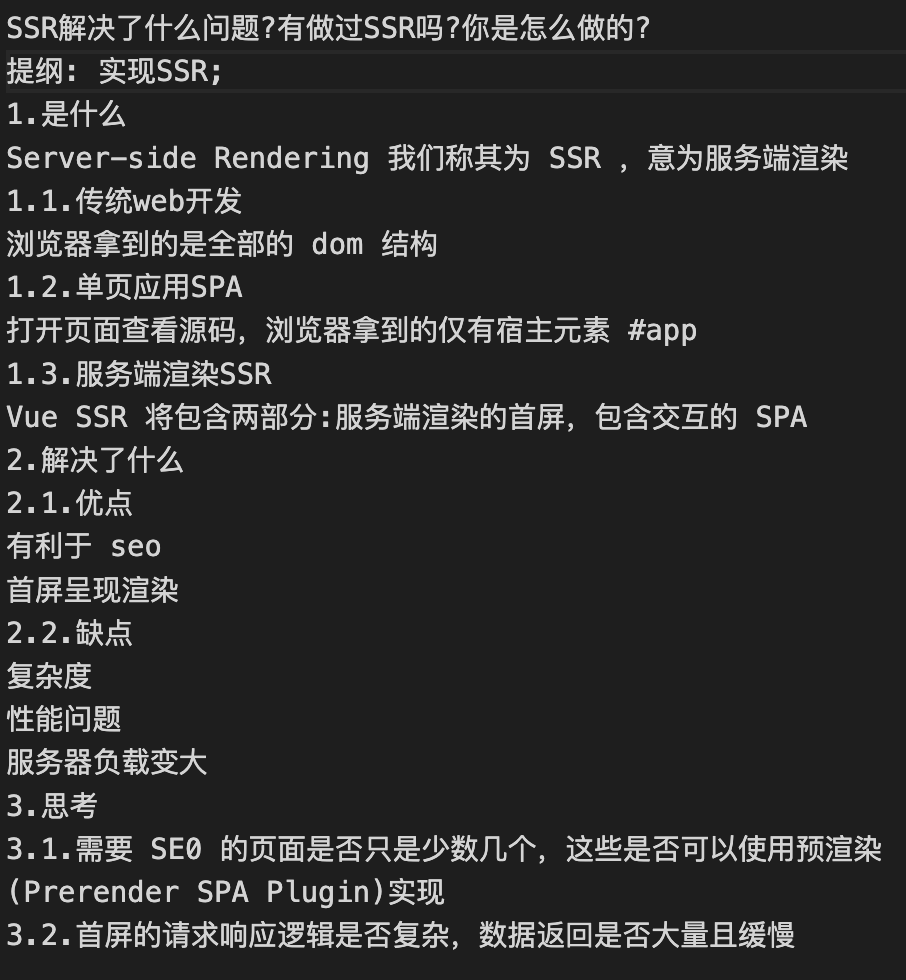 SSR解决了什么问题?有做过SSR吗?你是怎么做的?
提纲: 实现SSR;
1.是什么
Server-side Rendering 我们称其为 SSR ，意为服务端渲染
1.1.传统web开发
浏览器拿到的是全部的 dom 结构
1.2.单页应用SPA
打开页面查看源码，浏览器拿到的仅有宿主元素 #app
1.3.服务端渲染SSR
Vue SSR 将包含两部分:服务端渲染的首屏，包含交互的 SPA
2.解决了什么
2.1.优点
有利于 seo
首屏呈现渲染
2.2.缺点
复杂度
性能问题
服务器负载变大
3.思考
3.1.需要 SE0 的页面是否只是少数几个，这些是否可以使用预渲染
(Prerender SPA Plugin)实现
3.2.首屏的请求响应逻辑是否复杂，数据返回是否大量且缓慢